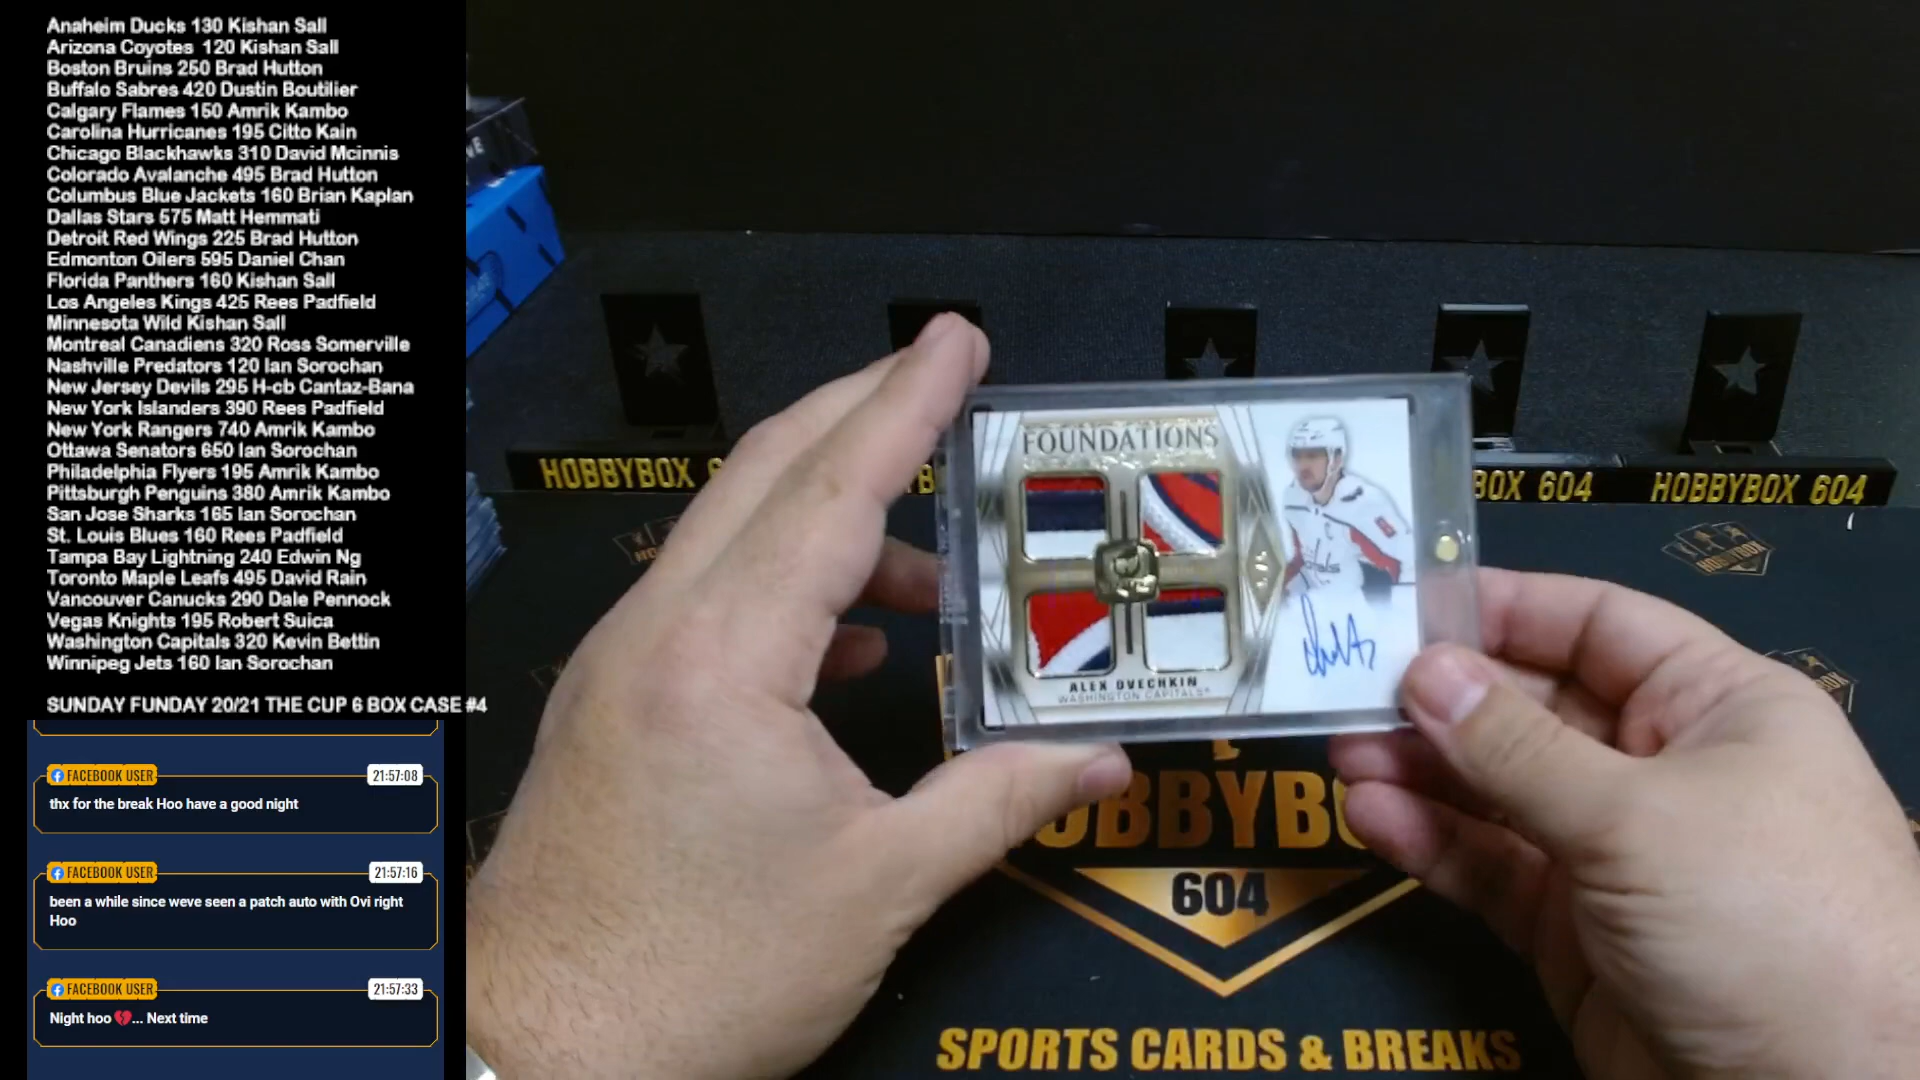 Anaheim Ducks 130 Kishan Sall
Arizona Coyotes 120 Kishan Sall
Boston Bruins 250 Brad Hutton
Buffalo Sabres 420 Dustin Boutilier
Calgary Flames 150 Amrik Kambo
Carolina Hurricanes 195 Citto Kain
Chicago Blackhawks 310 David Mcinnis
Colorado Avalanche 495 Brad Hutton
Columbus Blue Jackets 160 Brian Kaplan
Dallas Stars 575 Matt Hemmati
Detroit Red Wings 225 Brad Hutton
Edmonton Oilers 595 Daniel Chan
Florida Panthers 160 Kishan Sall
Los Angeles Kings 425 Rees Padfield
Minnesota Wild Kishan Sall
Montreal Canadiens 320 Ross Somerville
Nashville Predators 120 Ian Sorochan
New Jersey Devils 295 H-cb Cantaz-Bana
New York Islanders 390 Rees Padfield
New York Rangers 740 Amrik Kambo
Ottawa Senators 650 Ian Sorochan
Philadelphia Flyers 195 Amrik Kambo
Pittsburgh Penguins 380 Amrik Kambo
San Jose Sharks 165 Ian Sorochan
St. Louis Blues 160 Rees Padfield
Tampa Bay Lightning 240 Edwin Ng
Toronto Maple Leafs 495 David Rain
Vancouver Canucks 290 Dale Pennock
Vegas Knights 195 Robert Suica
Washington Capitals 320 Kevin Bettin
Winnipeg Jets 160 Ian Sorochan
SUNDAY FUNDAY 20/21 THE CUP 6 BOX CASE #4
FACEBOOK USER 21:57:08
thx for the break Hoo have a good night
FACEBOOK USER 21:57:16
been a while since weve seen a patch auto with Ovi right
Hoo
FACEBOOK USER 21:57:33
Night hoo💔... Next time
HOBBYBOX
BOX 604
HOBBYBOX 604
FOUNDATIONS
ALEX OVECHKIN
WASHINGTON CAPITALS
HOBBYBO
604
SPORTS CARDS & BREAKS